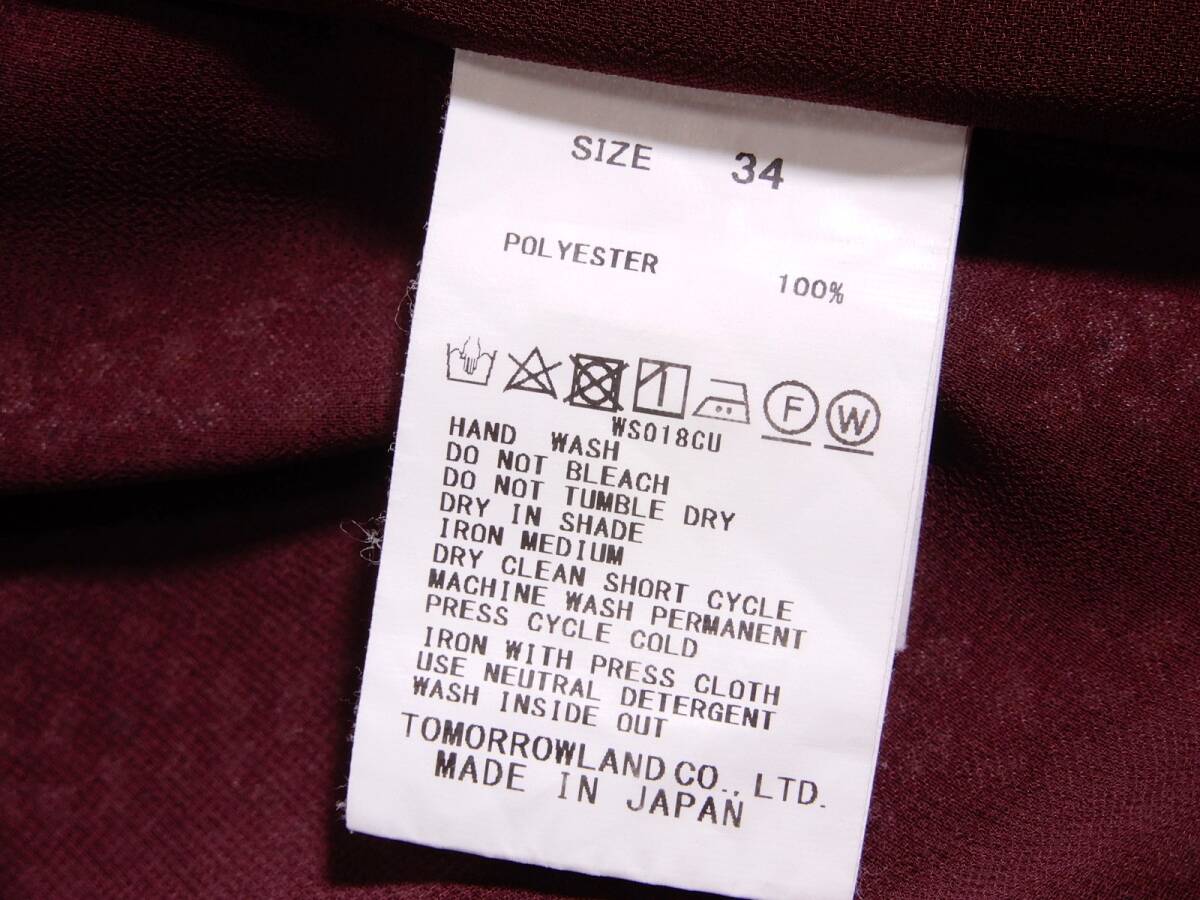 SIZE 34
POLYESTER 100%
F W
WS018CU
HAND WASH
DO NOT BLEACH
DO NOT TUMBLE DRY
DRY IN SHADE
IRON MEDIUM
DRY CLEAN SHORT CYCLE
MACHINE WASH PERMANENT
PRESS CYCLE COLD
IRON WITH PRESS CLOTH
USE NEUTRAL DETERGENT
WASH INSIDE OUT
TOMORROWLAND CO., LTD.
MADE IN JAPAN